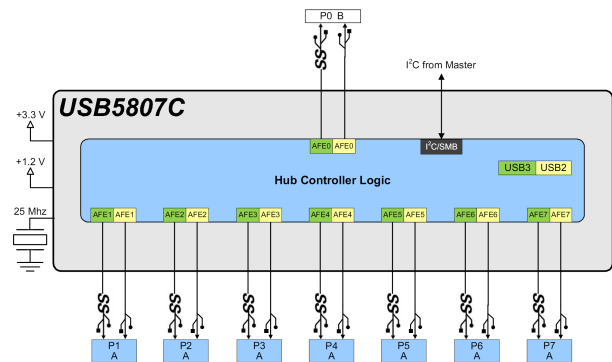 P0 B
SS
I²C from Master
USB5807C
+3.3 V
AFE0 AFE0
I²C/SMB
+1.2 V
USB3 USB2
Hub Controller Logic
25 Mhz
AFE1 AFE1 AFE2 AFE2 AFE3 AFE3 AFE4 AFE4 AFE5 AFE5 AFE6 AFE6 AFE7 AFE7
SS SS SS SS SS SS SS
P1 P2 P3 P4 P5 P6 P7
A A A A A A A